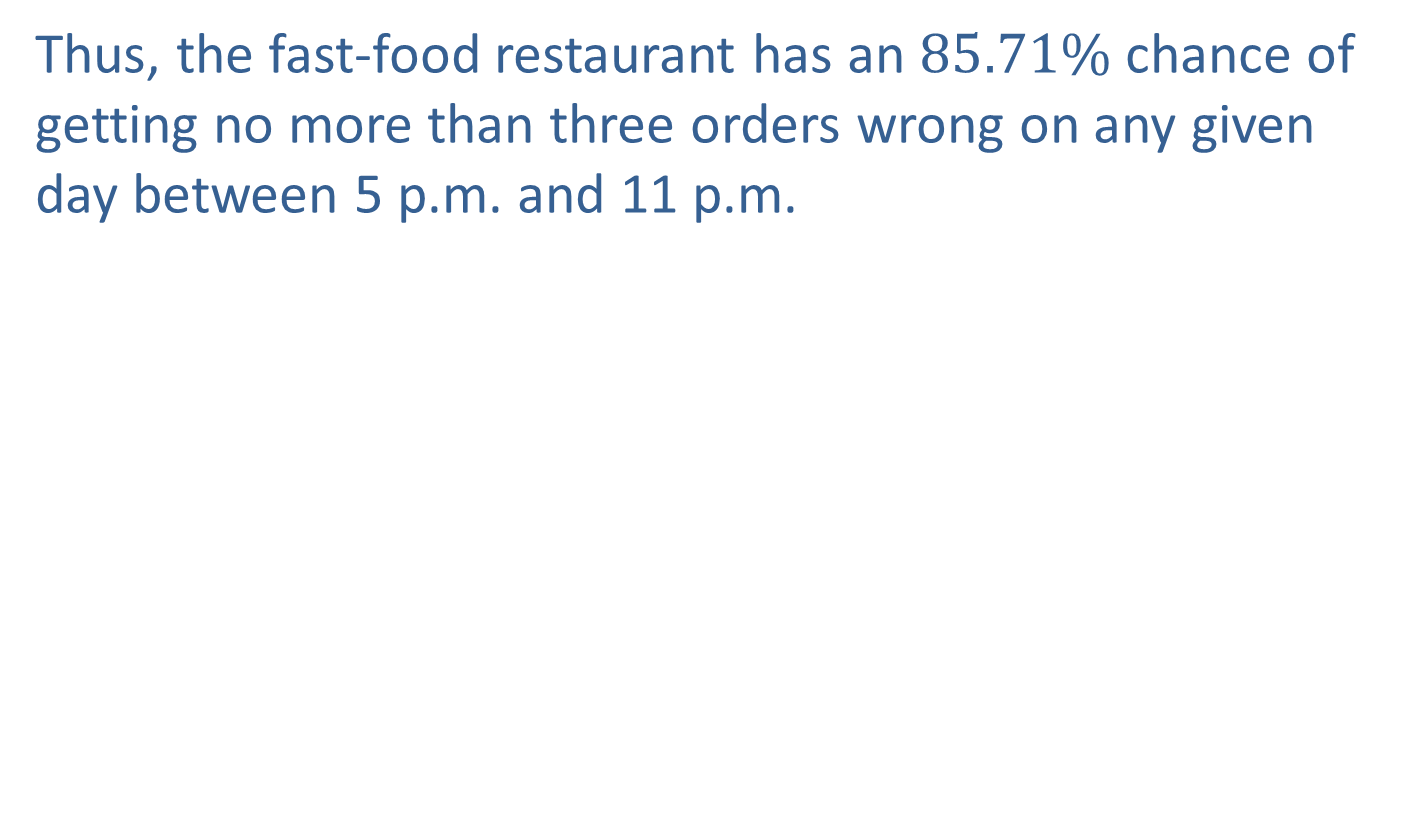 Thus, the fast-food restaurant has an 85.71% chance of
getting no more than three orders wrong on any given
day between 5 p.m. and 11 p.m.